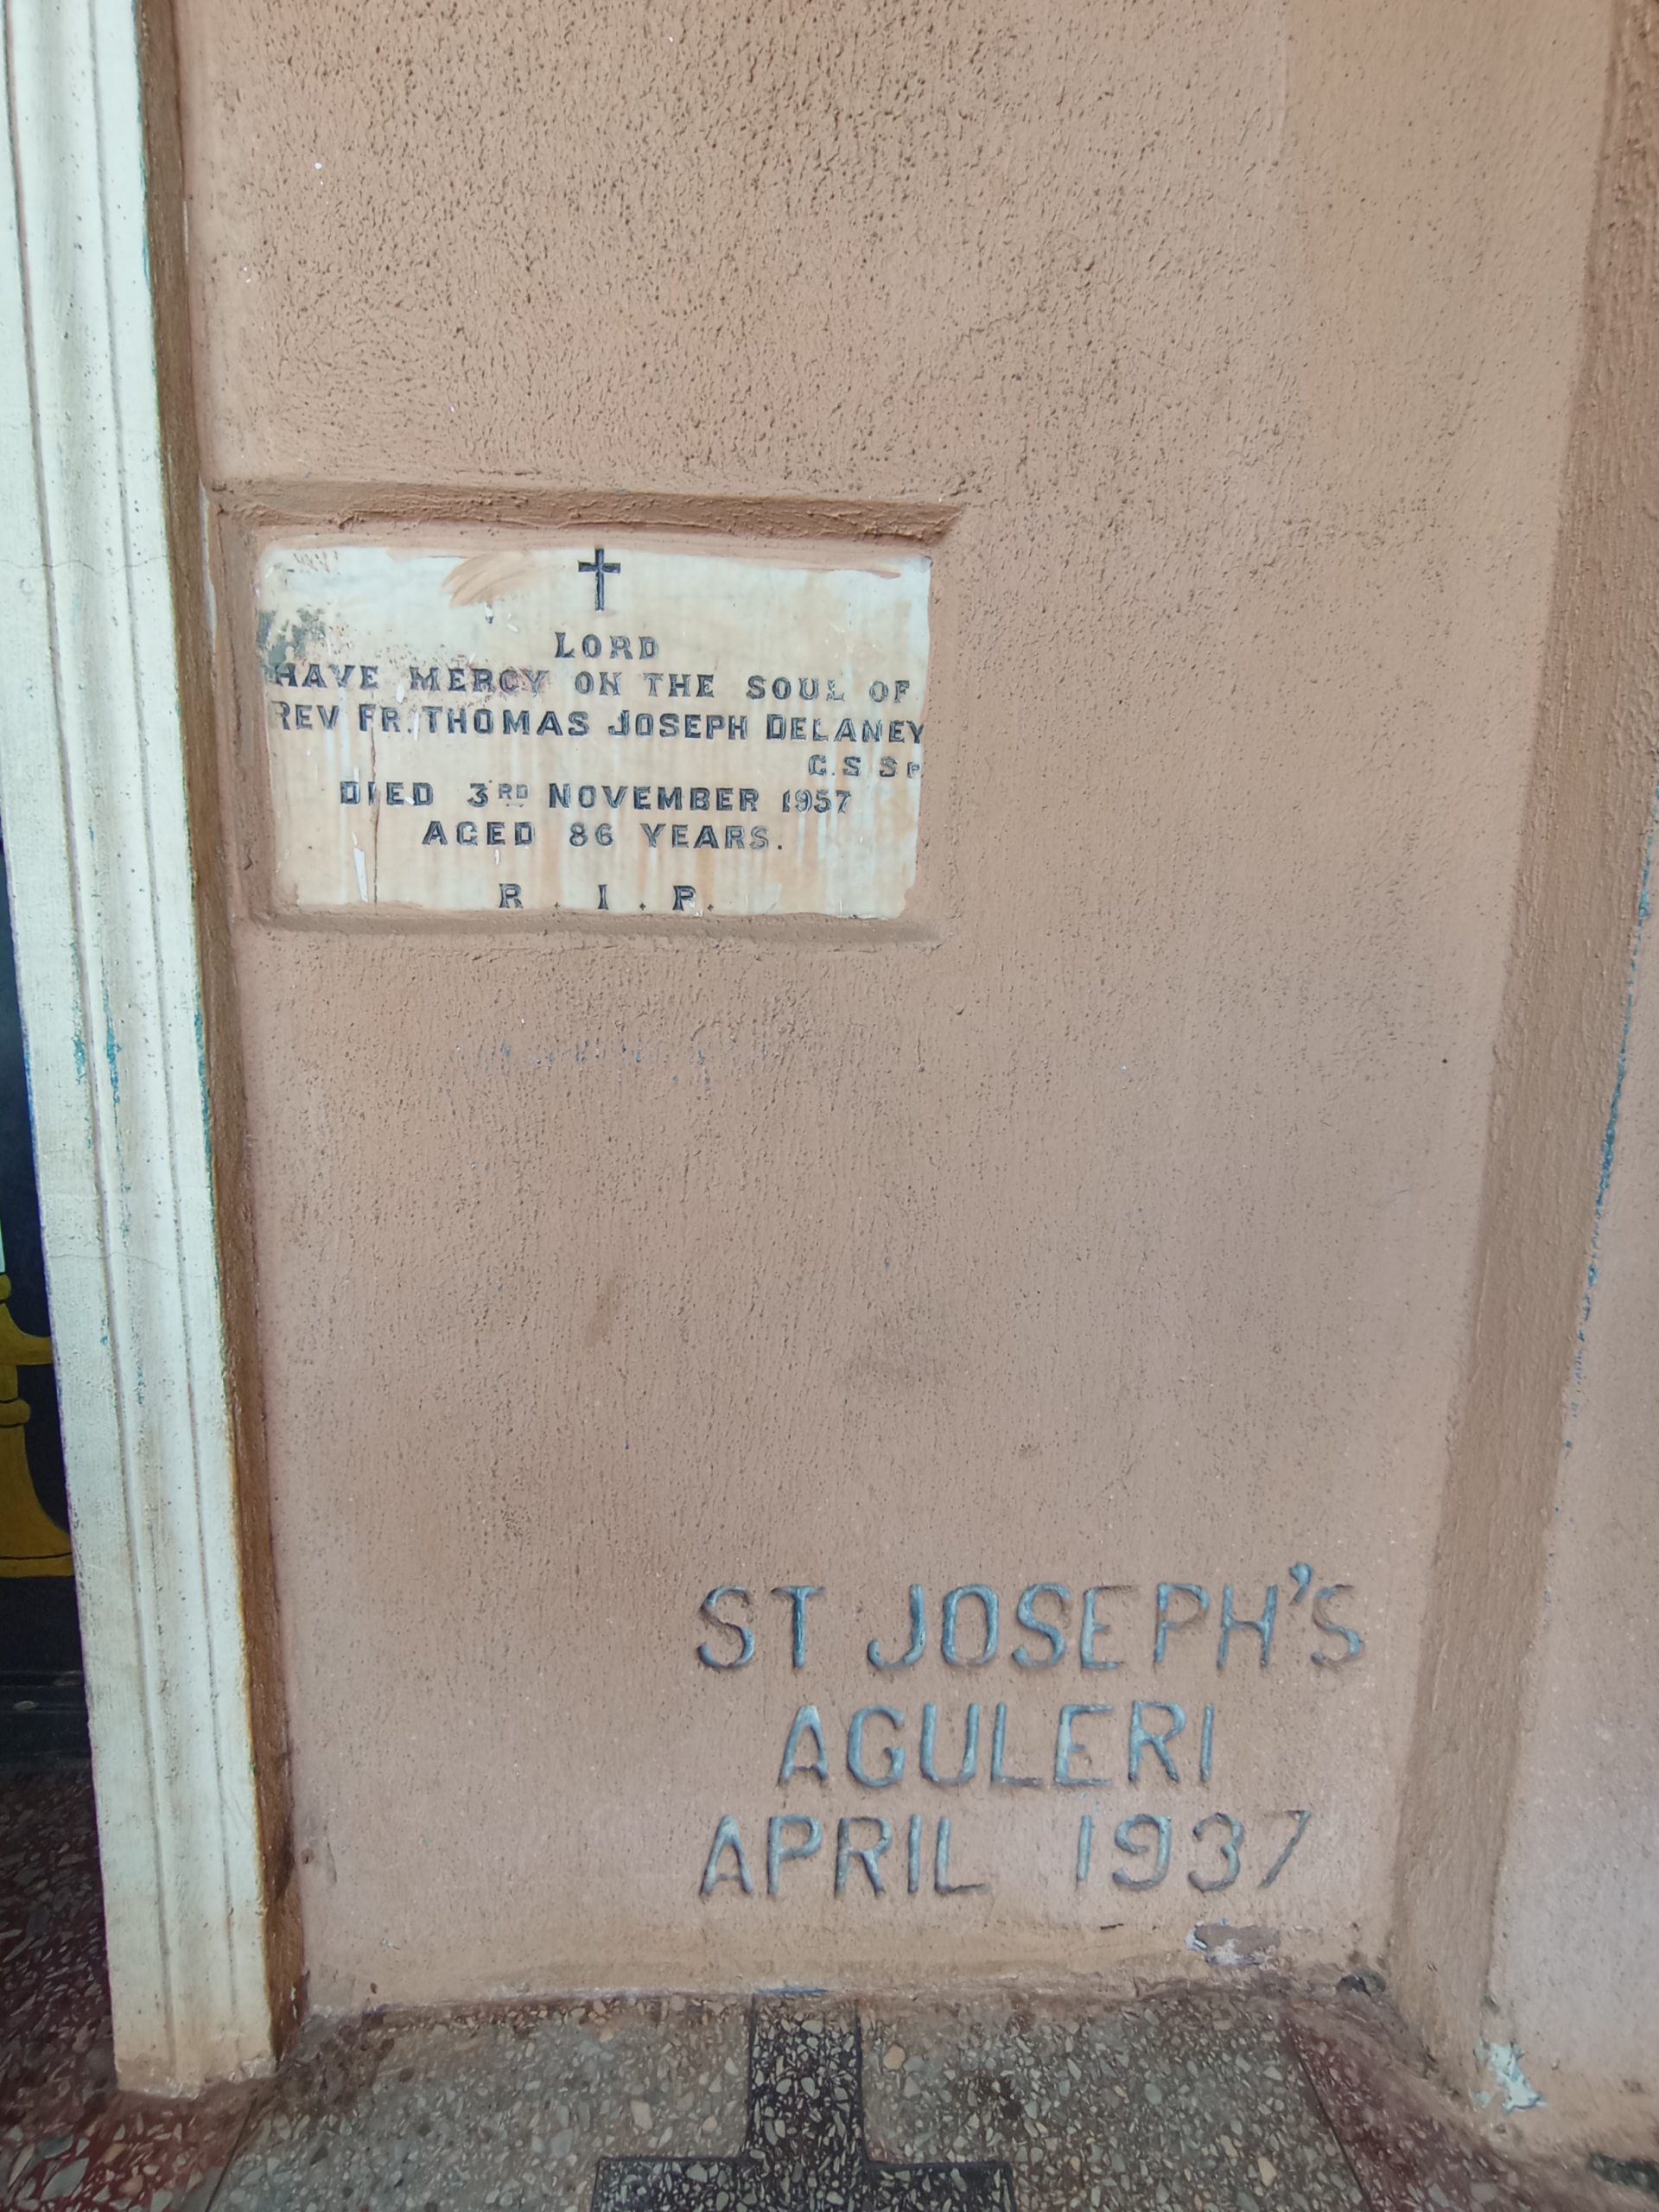 LORD
HAVE MERCY ON THE SOUL OF
REV FR. THOMAS JOSEPH DELANEY
C.S.Sp.
DIED 3RD NOVEMBER 1957
AGED 86 YEARS.
R . I . P.
ST JOSEPH'S
AGULERI
APRIL 1937